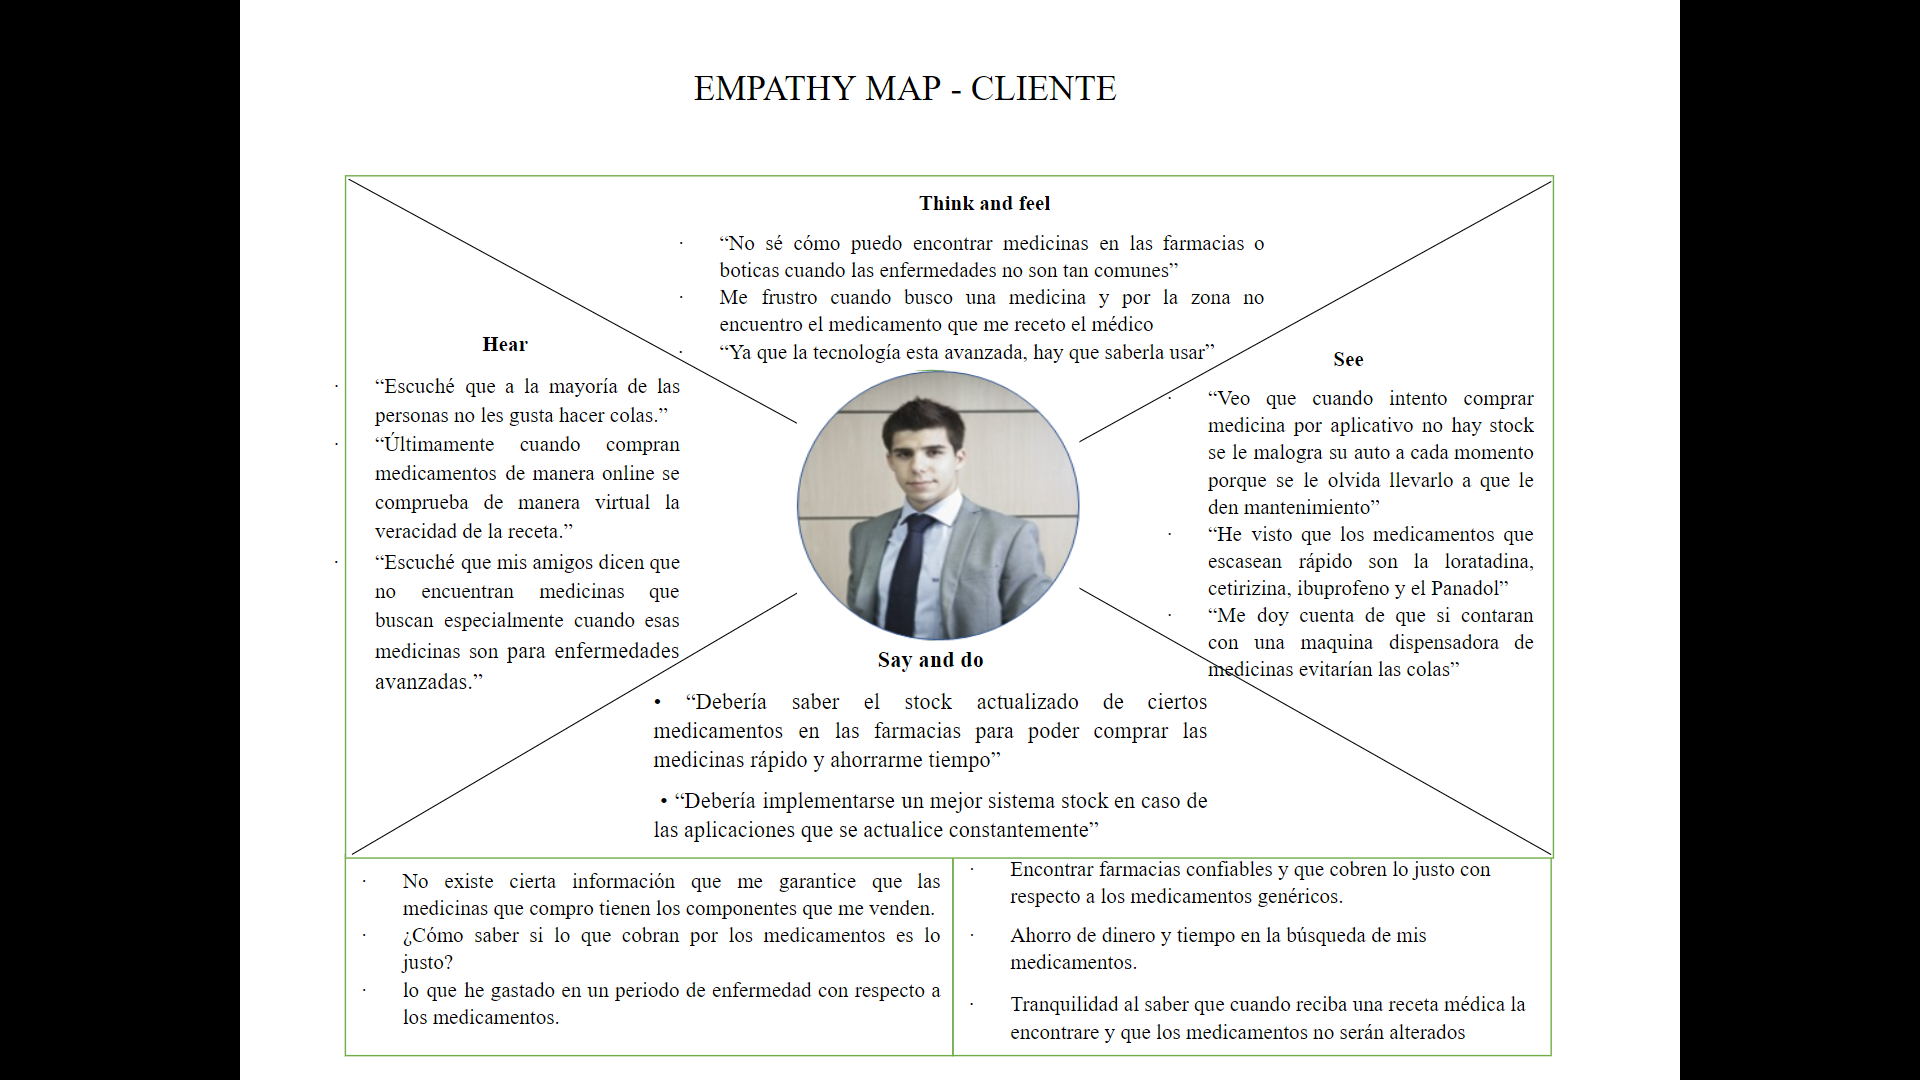 EMPATHY MAP - CLIENTE
Think and feel
· “No sé cómo puedo encontrar medicinas en las farmacias o
boticas cuando las enfermedades no son tan comunes”
· Me frustro cuando busco una medicina y por la zona no
encuentro el medicamento que me receto el médico
· “Ya que la tecnología esta avanzada, hay que saberla usar”
Hear
· “Escuché que a la mayoría de las
personas no les gusta hacer colas.”
· “Últimamente cuando compran
medicamentos de manera online se
comprueba de manera virtual la
veracidad de la receta.”
· “Escuché que mis amigos dicen que
no encuentran medicinas que
buscan especialmente cuando esas
medicinas son para enfermedades
avanzadas.”
See
· “Veo que cuando intento comprar
medicina por aplicativo no hay stock
se le malogra su auto a cada momento
porque se le olvida llevarlo a que le
den mantenimiento”
· “He visto que los medicamentos que
escasean rápido son la loratadina,
cetirizina, ibuprofeno y el Panadol”
· “Me doy cuenta de que si contaran
con una maquina dispensadora de
medicinas evitarían las colas”
Say and do
• “Debería saber el stock actualizado de ciertos
medicamentos en las farmacias para poder comprar las
medicinas rápido y ahorrarme tiempo”
• “Debería implementarse un mejor sistema stock en caso de
las aplicaciones que se actualice constantemente”
· No existe cierta información que me garantice que las
medicinas que compro tienen los componentes que me venden.
· ¿Cómo saber si lo que cobran por los medicamentos es lo
justo?
· lo que he gastado en un periodo de enfermedad con respecto a
los medicamentos.
· Encontrar farmacias confiables y que cobren lo justo con
respecto a los medicamentos genéricos.
· Ahorro de dinero y tiempo en la búsqueda de mis
medicamentos.
· Tranquilidad al saber que cuando reciba una receta médica la
encontrare y que los medicamentos no serán alterados